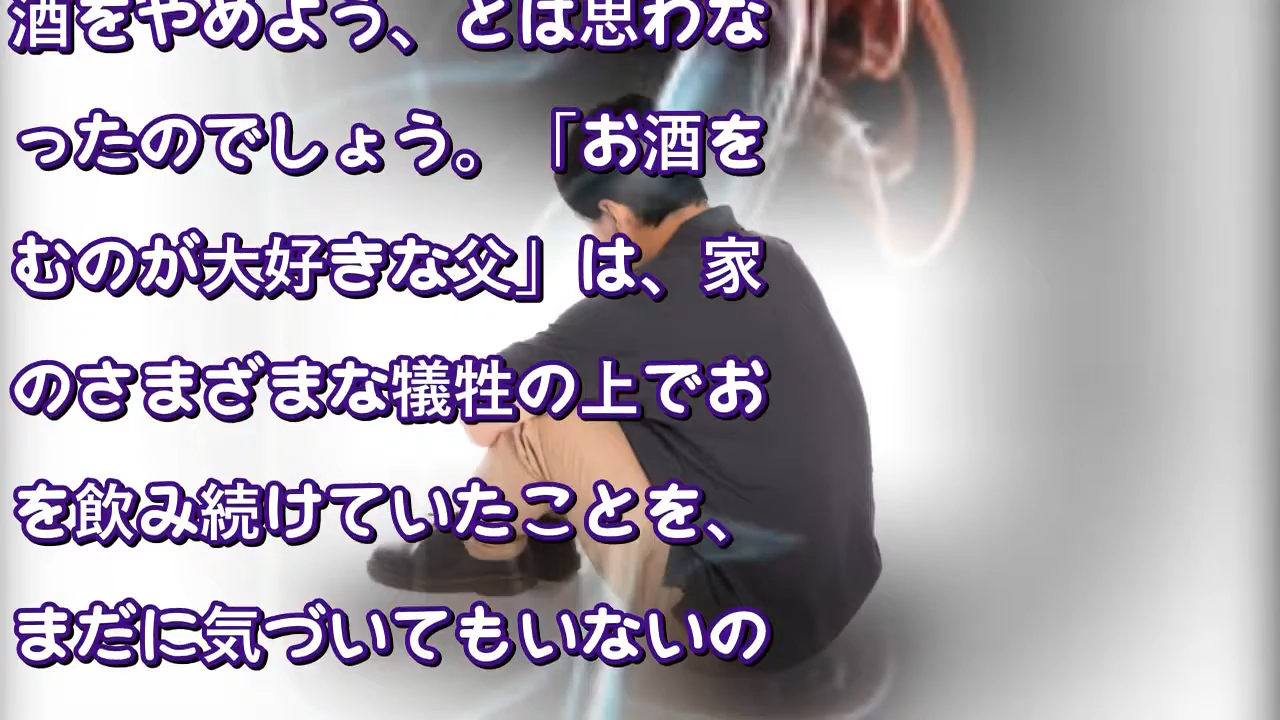 酒をやめよう、とは思わな
ったのでしょう。「お酒を
むのが大好きな父」は、家
のさまざまな犠牲の上でお
を飲み続けていたことを、
まだに気づいてもいないの